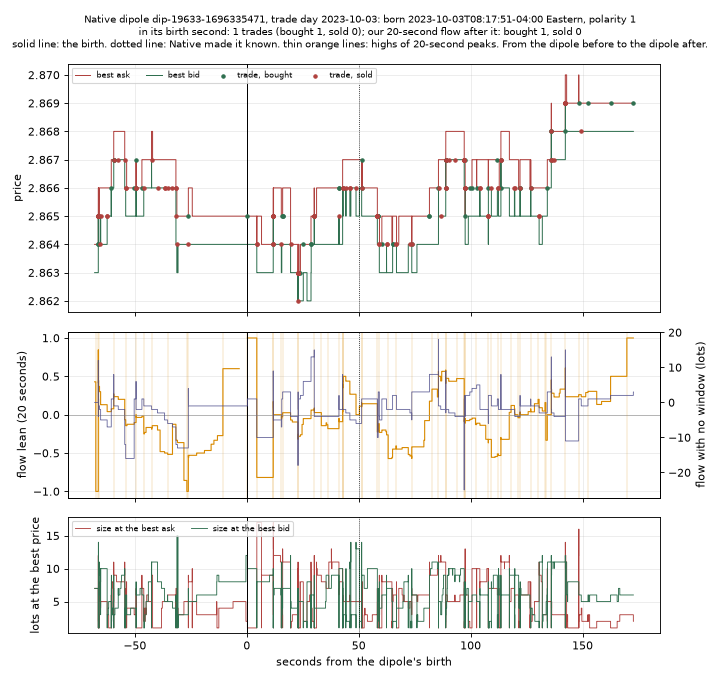 Native dipole dip-19633-1696335471, trade day 2023-10-03: born 2023-10-03T08:17:51-04:00 Eastern, polarity 1
in its birth second: 1 trades (bought 1, sold 0); our 20-second flow after it: bought 1, sold 0
solid line: the birth. dotted line: Native made it known. thin orange lines: highs of 20-second peaks. From the dipole before to the dipole after.
best ask best bid trade, bought trade, sold
2.870
2.869
2.868
2.867
2.866
2.865
2.864
2.863
2.862
price
1.0
0.5
0.0
−0.5
−1.0
flow lean (20 seconds)
20
10
0
−10
−20
flow with no window (lots)
size at the best ask size at the best bid
15
10
5
lots at the best price
−50 0 50 100 150
seconds from the dipole's birth